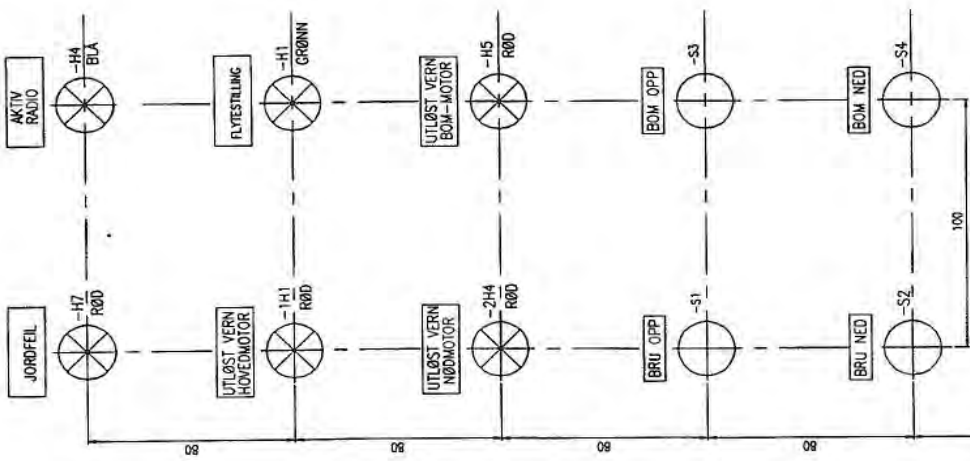 JORDFEIL
-H7
RØD
AKTIV
RADIO
-H4
BLÅ
UTLØST VERN
HOVEDMOTOR
-1H1
RØD
FLYTESTILLING
-H1
GRØNN
UTLØST VERN
NØDMOTOR
-2H4
RØD
UTLØST VERN
BOM-MOTOR
-H5
RØD
BRU OPP
-S1
BOM OPP
-S3
BRU NED
-S2
BOM NED
-S4
80
80
80
80
100